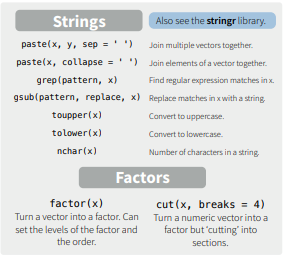 Strings
Also see the stringr library.
paste(x, y, sep = ' ')
Join multiple vectors together.
paste(x, collapse = ' ')
Join elements of a vector together.
grep(pattern, x)
Find regular expression matches in x.
gsub(pattern, replace, x)
Replace matches in x with a string.
toupper(x)
Convert to uppercase.
tolower(x)
Convert to lowercase.
nchar(x)
Number of characters in a string.
Factors
factor(x)
Turn a vector into a factor. Can
set the levels of the factor and
the order.
cut(x, breaks = 4)
Turn a numeric vector into a
factor but 'cutting' into
sections.